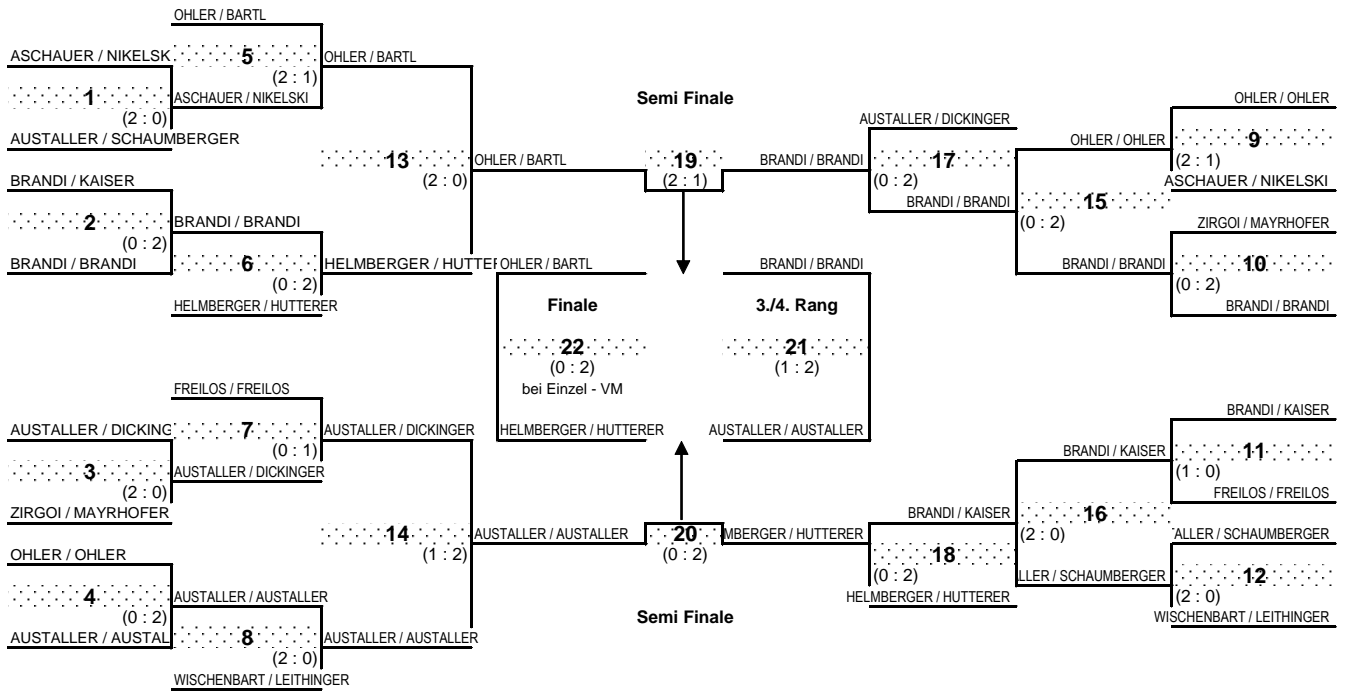 OHLER / BARTL
ASCHAUER / NIKELSK
5
OHLER / BARTL
(2 : 1)
1
ASCHAUER / NIKELSKI
(2 : 0)
AUSTALLER / SCHAUMBERGER
13
OHLER / BARTL
(2 : 0)
BRANDI / KAISER
2
BRANDI / BRANDI
(0 : 2)
BRANDI / BRANDI
6
HELMBERGER / HUTTER
(0 : 2)
HELMBERGER / HUTTERER
FREILOS / FREILOS
AUSTALLER / DICKING
7
AUSTALLER / DICKINGER
(0 : 1)
3
AUSTALLER / DICKINGER
(2 : 0)
ZIRGOI / MAYRHOFER
14
AUSTALLER / AUSTALLER
(1 : 2)
OHLER / OHLER
4
AUSTALLER / AUSTALLER
(0 : 2)
AUSTALLER / AUSTAL
8
AUSTALLER / AUSTALLER
(2 : 0)
WISCHENBART / LEITHINGER
Semi Finale
19
(2 : 1)
OHLER / BARTL
BRANDI / BRANDI
Finale
3./4. Rang
22
21
(0 : 2)
(1 : 2)
bei Einzel - VM
HELMBERGER / HUTTERER
AUSTALLER / AUSTALLER
20
(0 : 2)
Semi Finale
OHLER / OHLER
AUSTALLER / DICKINGER
OHLER / OHLER
9
BRANDI / BRANDI
17
(2 : 1)
(0 : 2)
ASCHAUER / NIKELSKI
BRANDI / BRANDI
15
(0 : 2)
ZIRGOI / MAYRHOFER
BRANDI / BRANDI
10
(0 : 2)
BRANDI / BRANDI
BRANDI / KAISER
BRANDI / KAISER
11
(1 : 0)
FREILOS / FREILOS
BRANDI / KAISER
16
(2 : 0)
MBERGER / HUTTERER
18
ALLER / SCHAUMBERGER
(0 : 2)
LLER / SCHAUMBERGER
12
(2 : 0)
HELMBERGER / HUTTERER
WISCHENBART / LEITHINGER